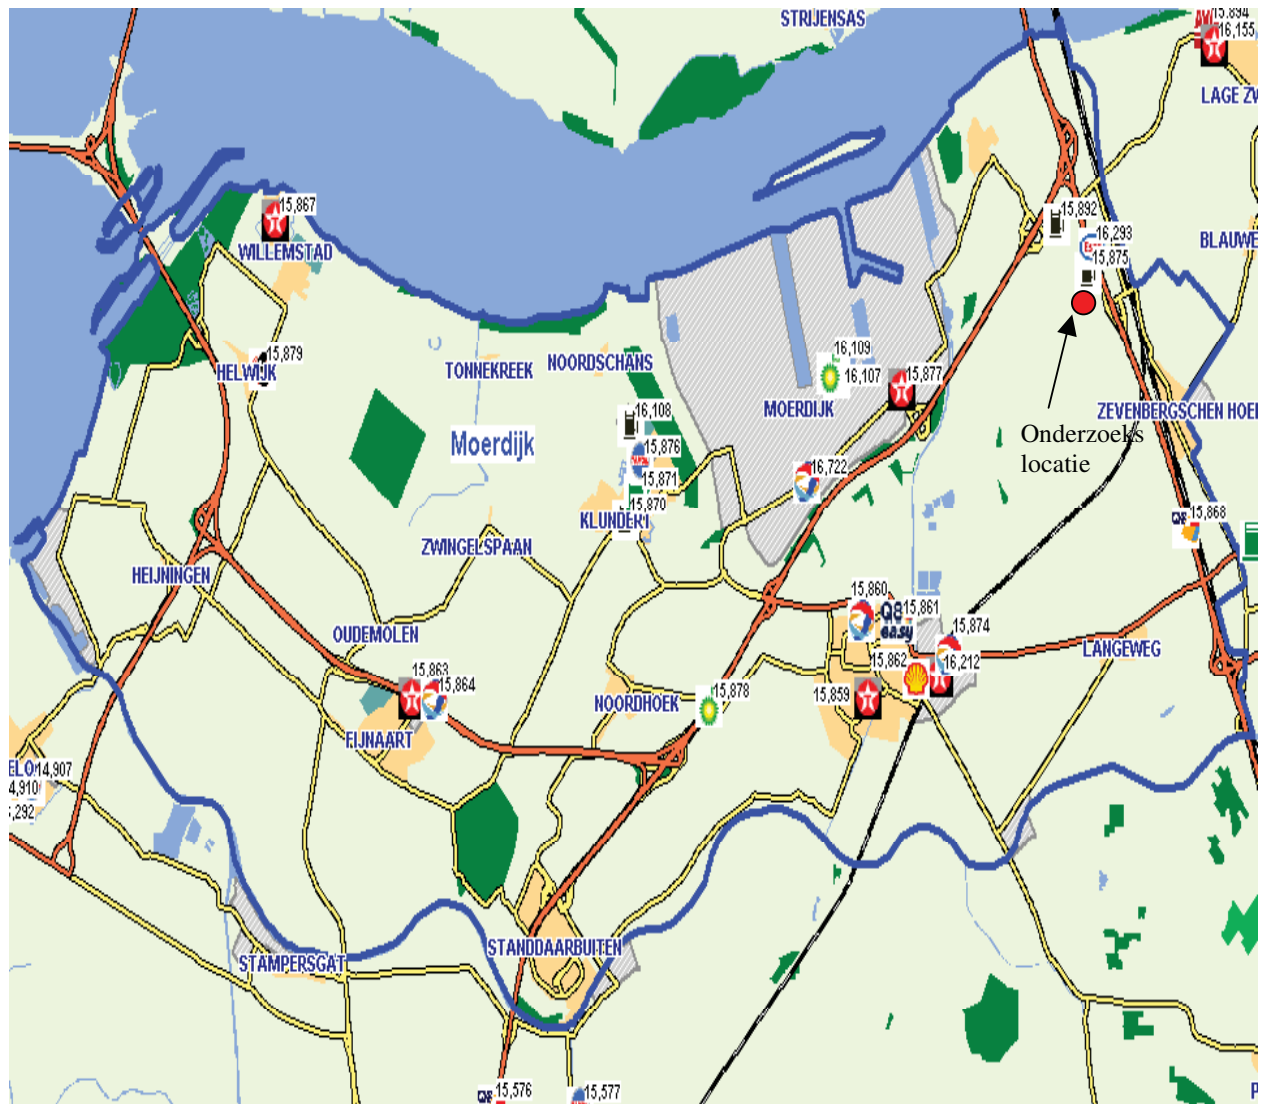 STRIJENSAS
15.894
16,155
LAGE ZW
15,867
WILLEMSTAD
15,892
16,293
15,875
BLAUWE
15,879
HELWIJK
TONNEKREEK
NOORDSCHANS
16,109
16,107
15,877
MOERDIJK
ZEVENBERGSCHEN HOE
Onderzoeks
locatie
16,108
Moerdijk
15,876
15,871
16,722
15,870
KLUNDERT
15,868
ZWINGELSPAAN
HEIJNINGEN
15,860
Q8
easy
15,861
15,874
OUDEMOLEN
LANGEWEG
15,862
16,212
15,863
15,864
15,859
15,878
NOORDHOEK
FIJNAART
ELO
14,907
4,910
,292
STANDDAARBUITEN
STAMPERSGAT
15,576
15,577
P